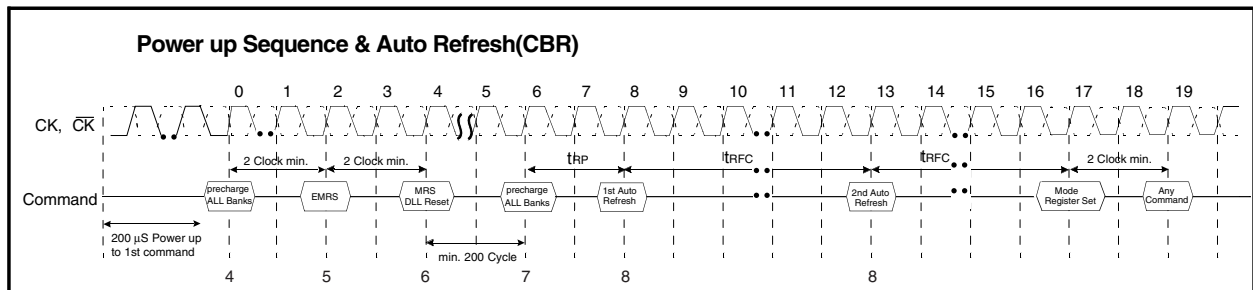 Power up Sequence & Auto Refresh(CBR)
0 1 2 3 4 5 6 7 8 9 10 11 12 13 14 15 16 17 18 19
CK, CK
2 Clock min. 2 Clock min. tRP tRFC tRFC 2 Clock min.
Command
precharge
ALL Banks
EMRS
MRS
DLL Reset
precharge
ALL Banks
1st Auto
Refresh
2nd Auto
Refresh
Mode
Register Set
Any
Command
200 μS Power up
to 1st command
min. 200 Cycle
4 5 6 7 8 8